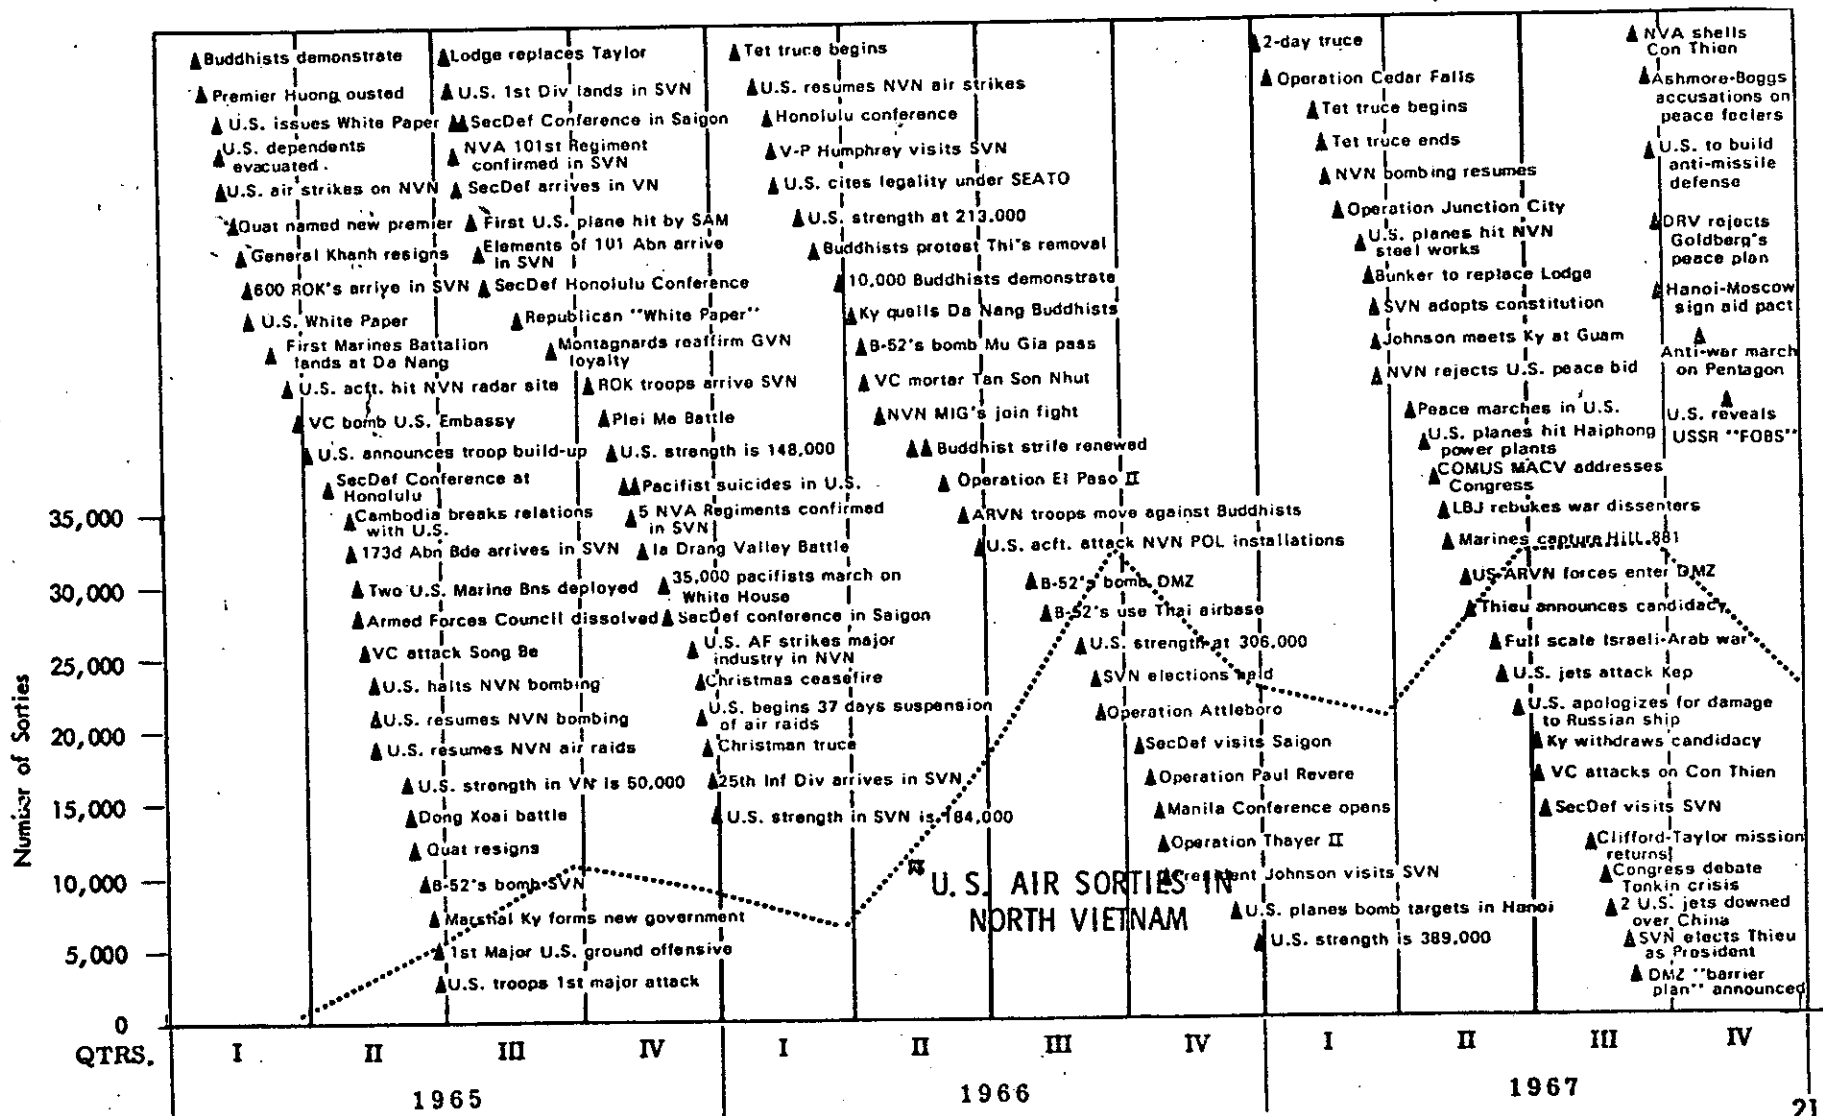 Buddhists demonstrate
Premier Huong ousted
U.S. issues White Paper
U.S. dependents
evacuated.
U.S. air strikes on NVN
Quat named new premier
General Khanh resigns
600 ROK's arrive in SVN
U.S. White Paper
First Marines Battalion
lands at Da Nang
U.S. acft. hit NVN radar site
VC bomb U.S. Embassy
U.S. announces troop build-up
SecDef Conference at
Honolulu
Cambodia breaks relations
with U.S.
173d Abn Bde arrives in SVN
Two U.S. Marine Bns deployed
Armed Forces Council dissolved
VC attack Song Be
U.S. halts NVN bombing
U.S. resumes NVN bombing
U.S. resumes NVN air raids
U.S. strength in VN is 50,000
Dong Xoai battle
Quat resigns
B-52's bomb SVN
Marshal Ky forms new government
1st Major U.S. ground offensive
U.S. troops 1st major attack
Lodge replaces Taylor
U.S. 1st Div lands in SVN
SecDef Conference in Saigon
NVA 101st Regiment
confirmed in SVN
SecDef arrives in VN
First U.S. plane hit by SAM
Elements of 101 Abn arrive
in SVN
SecDef Honolulu Conference
Republican "White Paper"
Montagnards reaffirm GVN
loyalty
ROK troops arrive SVN
Plei Me Battle
U.S. strength is 148,000
Pacifist suicides in U.S.
5 NVA Regiments confirmed
in SVN
Ia Drang Valley Battle
35,000 pacifists march on
White House
SecDef conference in Saigon
U.S. AF strikes major
industry in NVN
Christmas ceasefire
U.S. begins 37 days suspension
of air raids
Christman truce
25th Inf Div arrives in SVN
U.S. strength in SVN is 184,000
Tet truce begins
U.S. resumes NVN air strikes
Honolulu conference
V-P Humphrey visits SVN
U.S. cites legality under SEATO
U.S. strength at 213,000
Buddhists protest Thi's removal
10,000 Buddhists demonstrate
Ky quells Da Nang Buddhists
B-52's bomb Mu Gia pass
VC mortar Tan Son Nhut
NVN MIG's join fight
Buddhist strife renewed
Operation El Paso II
ARVN troops move against Buddhists
U.S. acft. attack NVN POL installations
B-52's bomb DMZ
B-52's use Thai airbase
U.S. strength at 306,000
SVN elections held
Operation Attleboro
SecDef visits Saigon
Operation Paul Revere
Manila Conference opens
Operation Thayer II
President Johnson visits SVN
U.S. planes bomb targets in Hanoi
U.S. strength is 389,000
2-day truce
Operation Cedar Falls
Tet truce begins
Tet truce ends
NVN bombing resumes
Operation Junction City
U.S. planes hit NVN
steel works
Bunker to replace Lodge
SVN adopts constitution
Johnson meets Ky at Guam
NVN rejects U.S. peace bid
Peace marches in U.S.
U.S. planes hit Haiphong
power plants
COMUS MACV addresses
Congress
LBJ rebukes war dissenters
Marines capture Hill 881
US-ARVN forces enter DMZ
Thieu announces candidacy
Full scale Israeli-Arab war
U.S. jets attack Kep
U.S. apologizes for damage
to Russian ship
Ky withdraws candidacy
VC attacks on Con Thien
SecDef visits SVN
Clifford-Taylor mission
returns
Congress debate
Tonkin crisis
2 U.S. jets downed
over China
SVN elects Thieu
as President
DMZ "barrier
plan" announced
NVA shells
Con Thien
Ashmore-Boggs
accusations on
peace feelers
U.S. to build
anti-missile
defense
DRV rejects
Goldberg's
peace plan
Hanoi-Moscow
sign aid pact
Anti-war march
on Pentagon
U.S. reveals
USSR "FOBS"
U.S. AIR SORTIES IN
NORTH VIETNAM
Number of Sorties
35,000
30,000
25,000
20,000
15,000
10,000
5,000
0
QTRS. I II III IV I II III IV I II III IV
1965 1966 1967
21